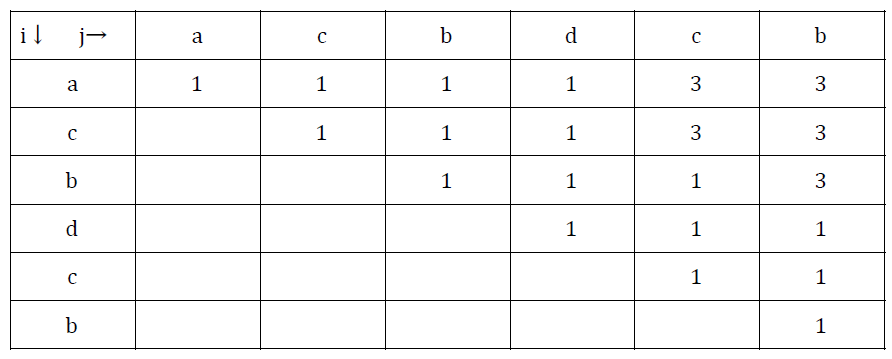 i↓ j→ a c b d c b
a 1 1 1 1 3 3
c 1 1 1 3 3
b 1 1 1 3
d 1 1 1
c 1 1
b 1